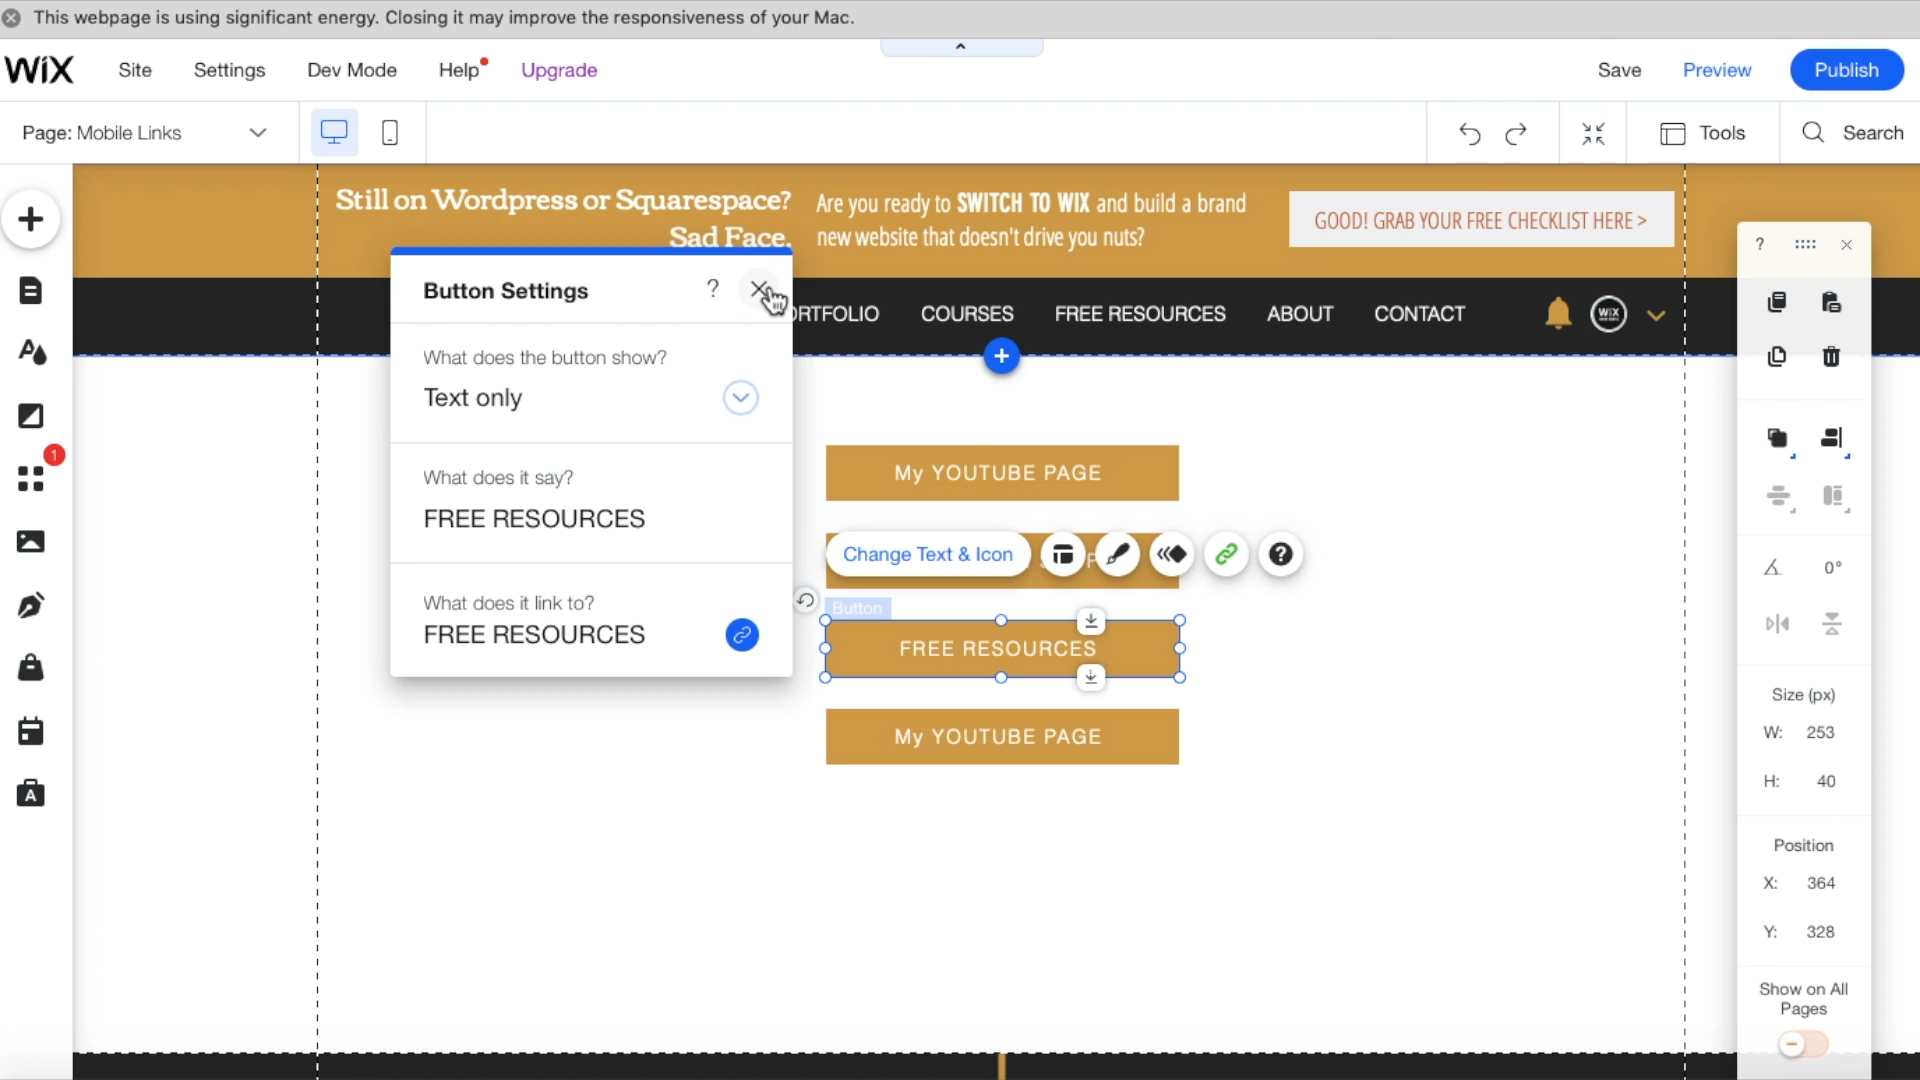 This webpage is using significant energy. Closing it may improve the responsiveness of your Mac.
WiX Site Settings Dev Mode Help Upgrade Save Preview Publish
Page: Mobile Links Tools Search
Still on Wordpress or Squarespace?
Sad Face.
Are you ready to SWITCH TO WIX and build a brand
new website that doesn't drive you nuts?
GOOD! GRAB YOUR FREE CHECKLIST HERE >
ORTFOLIO COURSES FREE RESOURCES ABOUT CONTACT
WIX
Button Settings ?
What does the button show?
Text only
What does it say?
FREE RESOURCES
What does it link to?
FREE RESOURCES
1
A
My YOUTUBE PAGE
Change Text & Icon ?
Button
FREE RESOURCES
My YOUTUBE PAGE
?
0°
Size (px)
W: 253
H: 40
Position
X: 364
Y: 328
Show on All
Pages